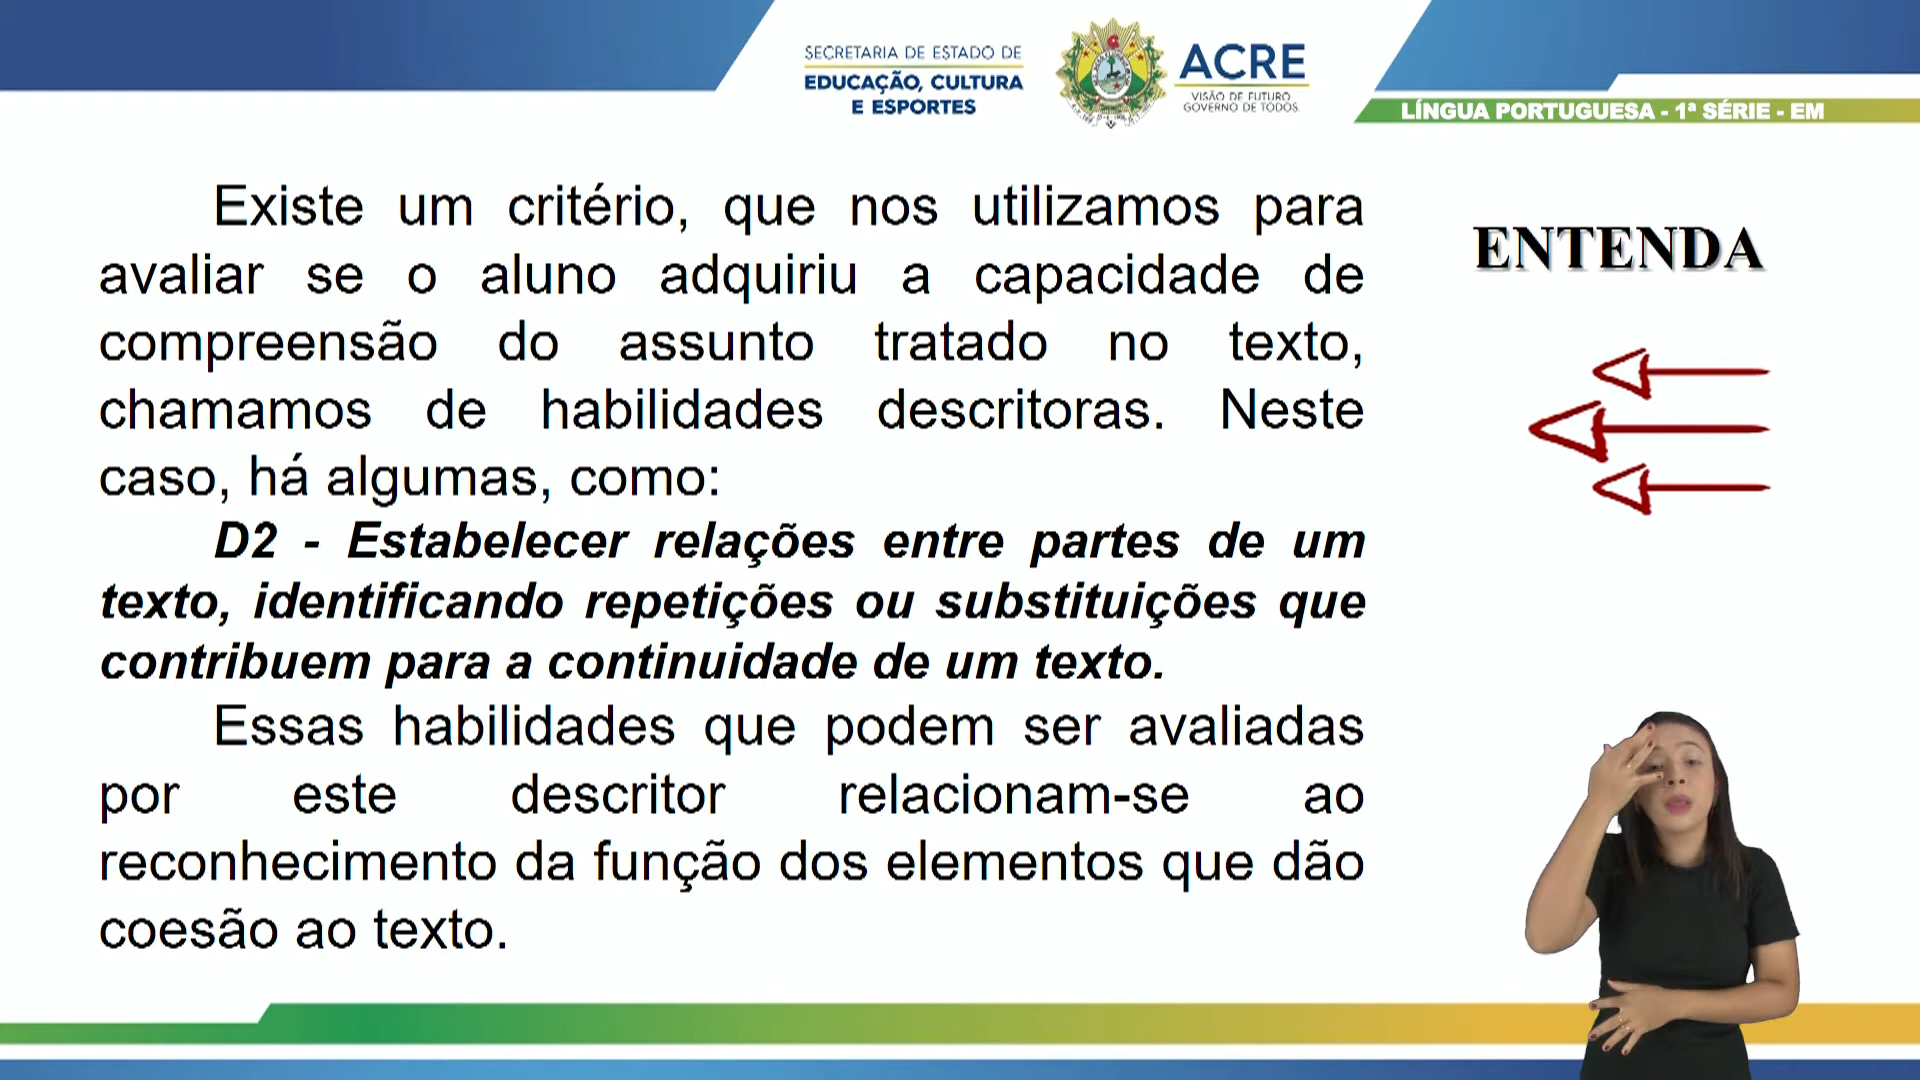 SECRETARIA DE ESTADO DE
EDUCAÇÃO, CULTURA
E ESPORTES
ACRE
VISÃO DE FUTURO
GOVERNO DE TODOS
LÍNGUA PORTUGUESA - 1ª SÉRIE - EM
Existe um critério, que nos utilizamos para
avaliar se o aluno adquiriu a capacidade de
compreensão do assunto tratado no texto,
chamamos de habilidades descritoras. Neste
caso, há algumas, como:
D2 - Estabelecer relações entre partes de um
texto, identificando repetições ou substituições que
contribuem para a continuidade de um texto.
Essas habilidades que podem ser avaliadas
por este descritor relacionam-se ao
reconhecimento da função dos elementos que dão
coesão ao texto.
ENTENDA